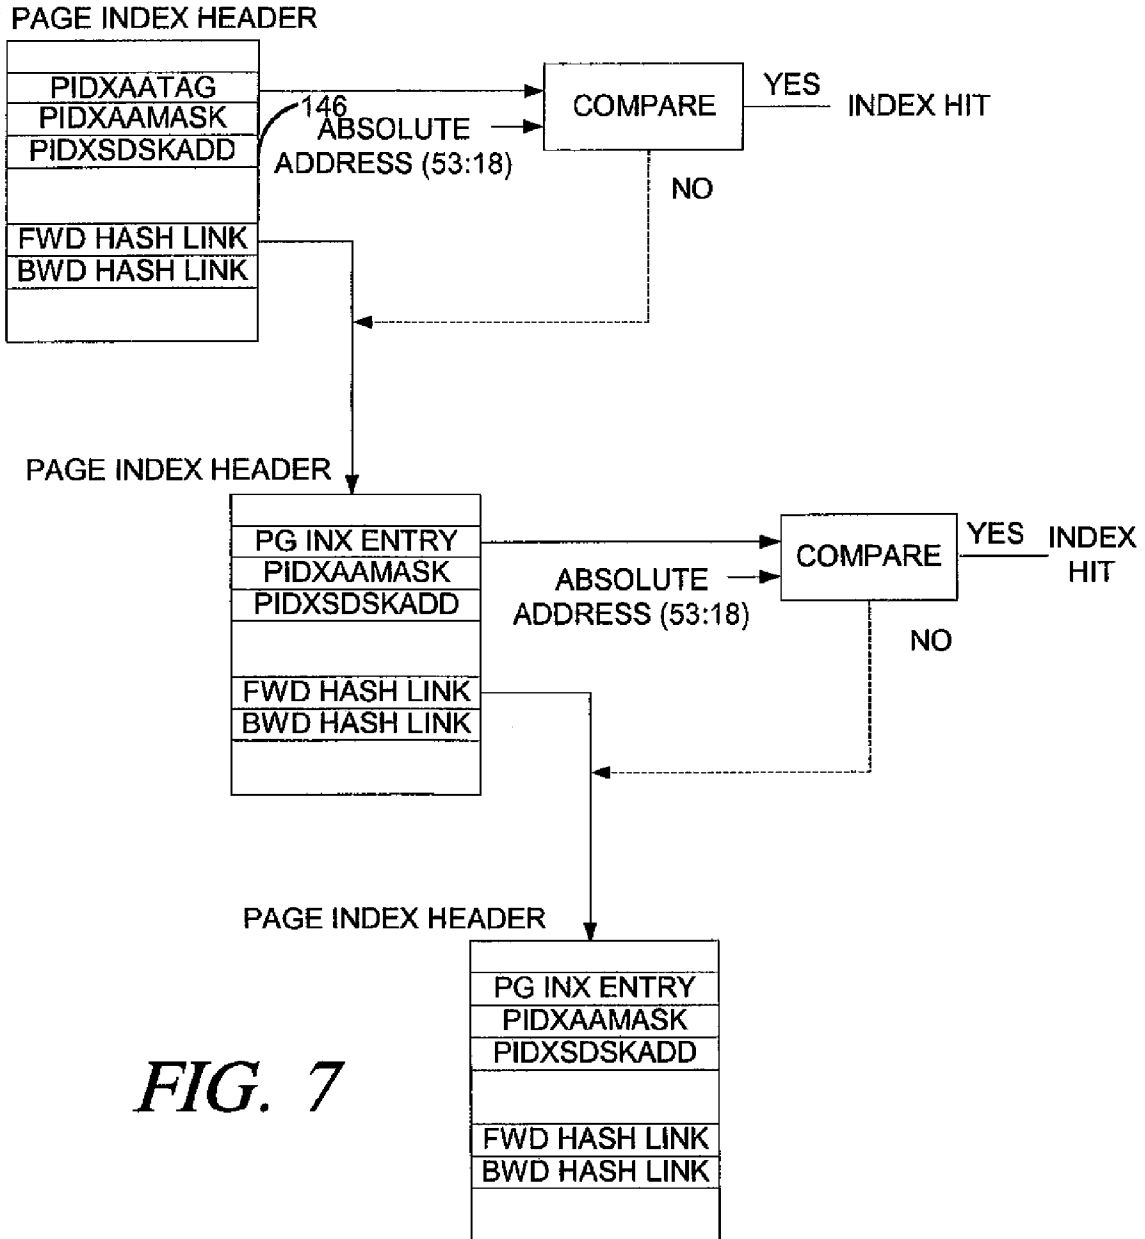 PAGE INDEX HEADER
PIDXAATAG
PIDXAAMASK
PIDXSDSKADD
FWD HASH LINK
BWD HASH LINK
146
ABSOLUTE
ADDRESS (53:18)
COMPARE
YES
INDEX HIT
NO
PAGE INDEX HEADER
PG INX ENTRY
PIDXAAMASK
PIDXSDSKADD
FWD HASH LINK
BWD HASH LINK
ABSOLUTE
ADDRESS (53:18)
COMPARE
YES
INDEX
HIT
NO
PAGE INDEX HEADER
PG INX ENTRY
PIDXAAMASK
PIDXSDSKADD
FWD HASH LINK
BWD HASH LINK
FIG. 7